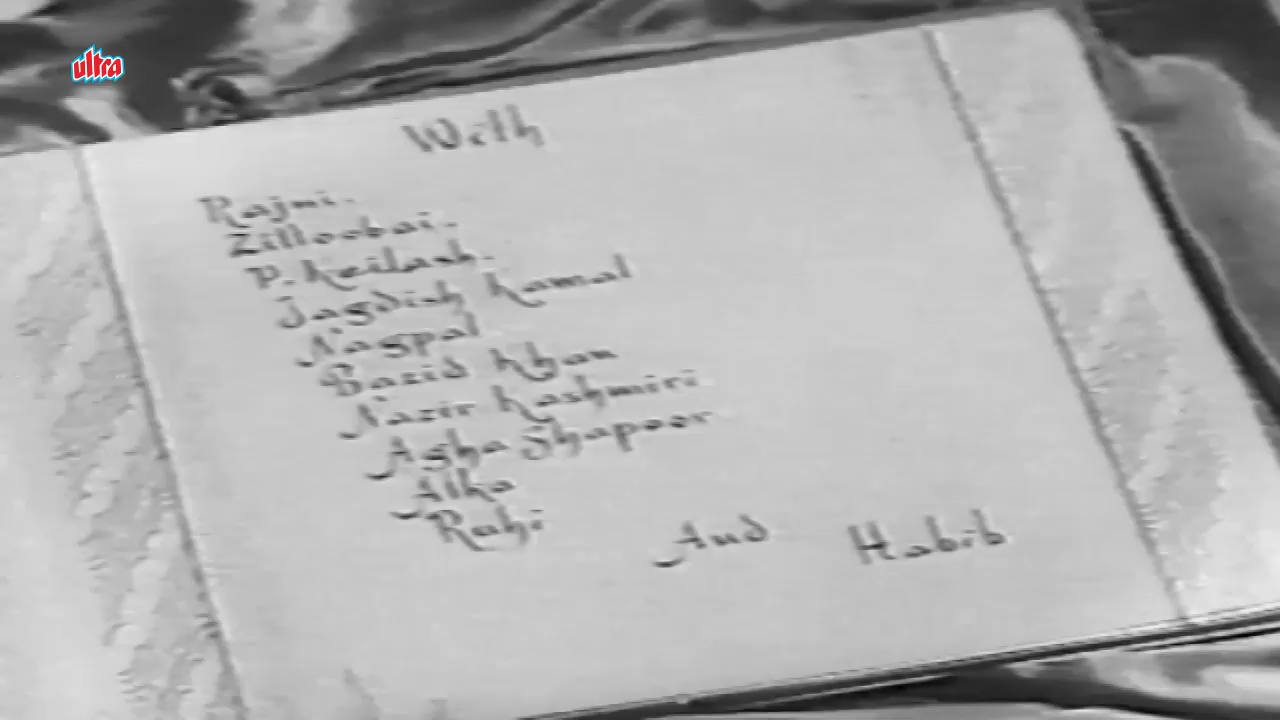 ultra
With
Rajni.
Zilloobai.
P. Kailash.
Jagdish Kamal
Nagpal
Bazid Khan
Nazir Kashmiri
Agha Shapoor
Alka
Rahi And Habib